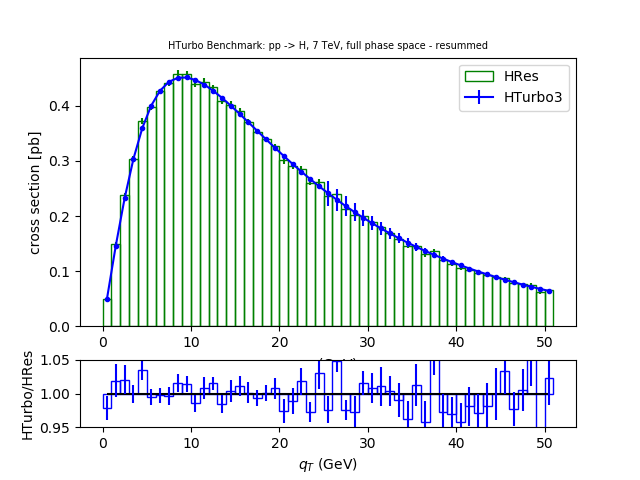 HTurbo Benchmark: pp -> H, 7 TeV, full phase space - resummed
HRes
HTurbo3
cross section [pb]
0.4
0.3
0.2
0.1
0.0
0 10 20 30 40 50
HTurbo/HRes
1.05
1.00
0.95
0 10 20 30 40 50
qT (GeV)